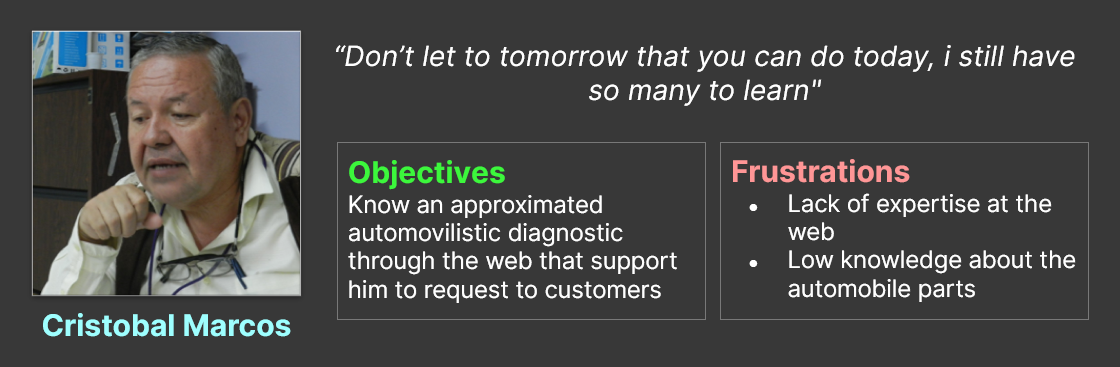 “Don’t let to tomorrow that you can do today, i still have
so many to learn"
Objectives
Know an approximated
automovilistic diagnostic
through the web that support
him to request to customers
Frustrations
• Lack of expertise at the
web
• Low knowledge about the
automobile parts
Cristobal Marcos